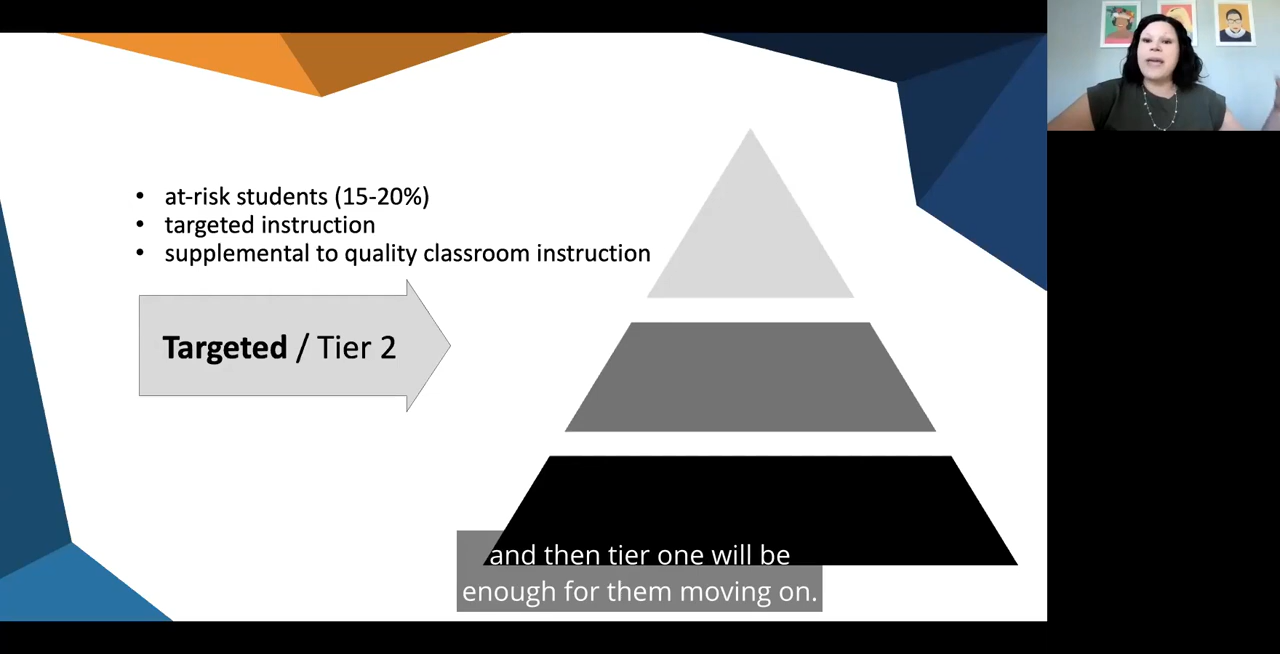 • at-risk students (15-20%)
• targeted instruction
• supplemental to quality classroom instruction
Targeted / Tier 2
and then tier one will be
enough for them moving on.